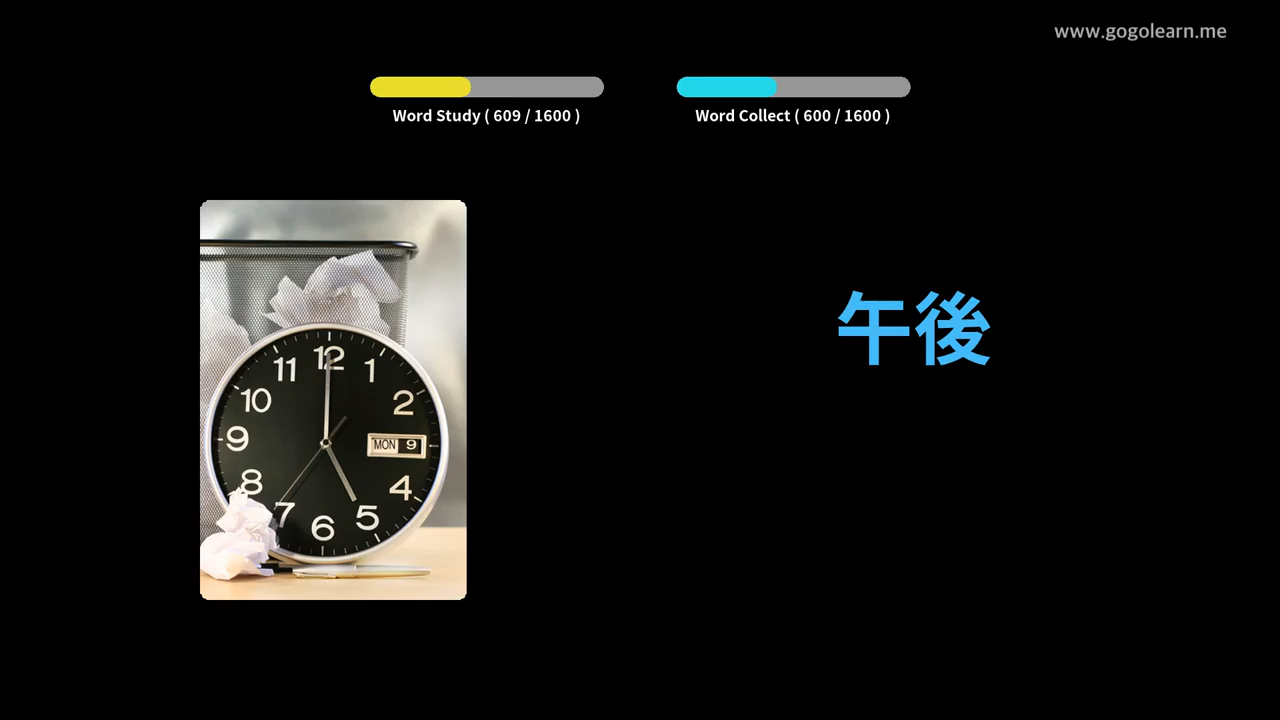 www.gogolearn.me
Word Study ( 609 / 1600 )
Word Collect ( 600 / 1600 )
午後
12
11
1
10
2
9
MON 9
8
4
7
5
6